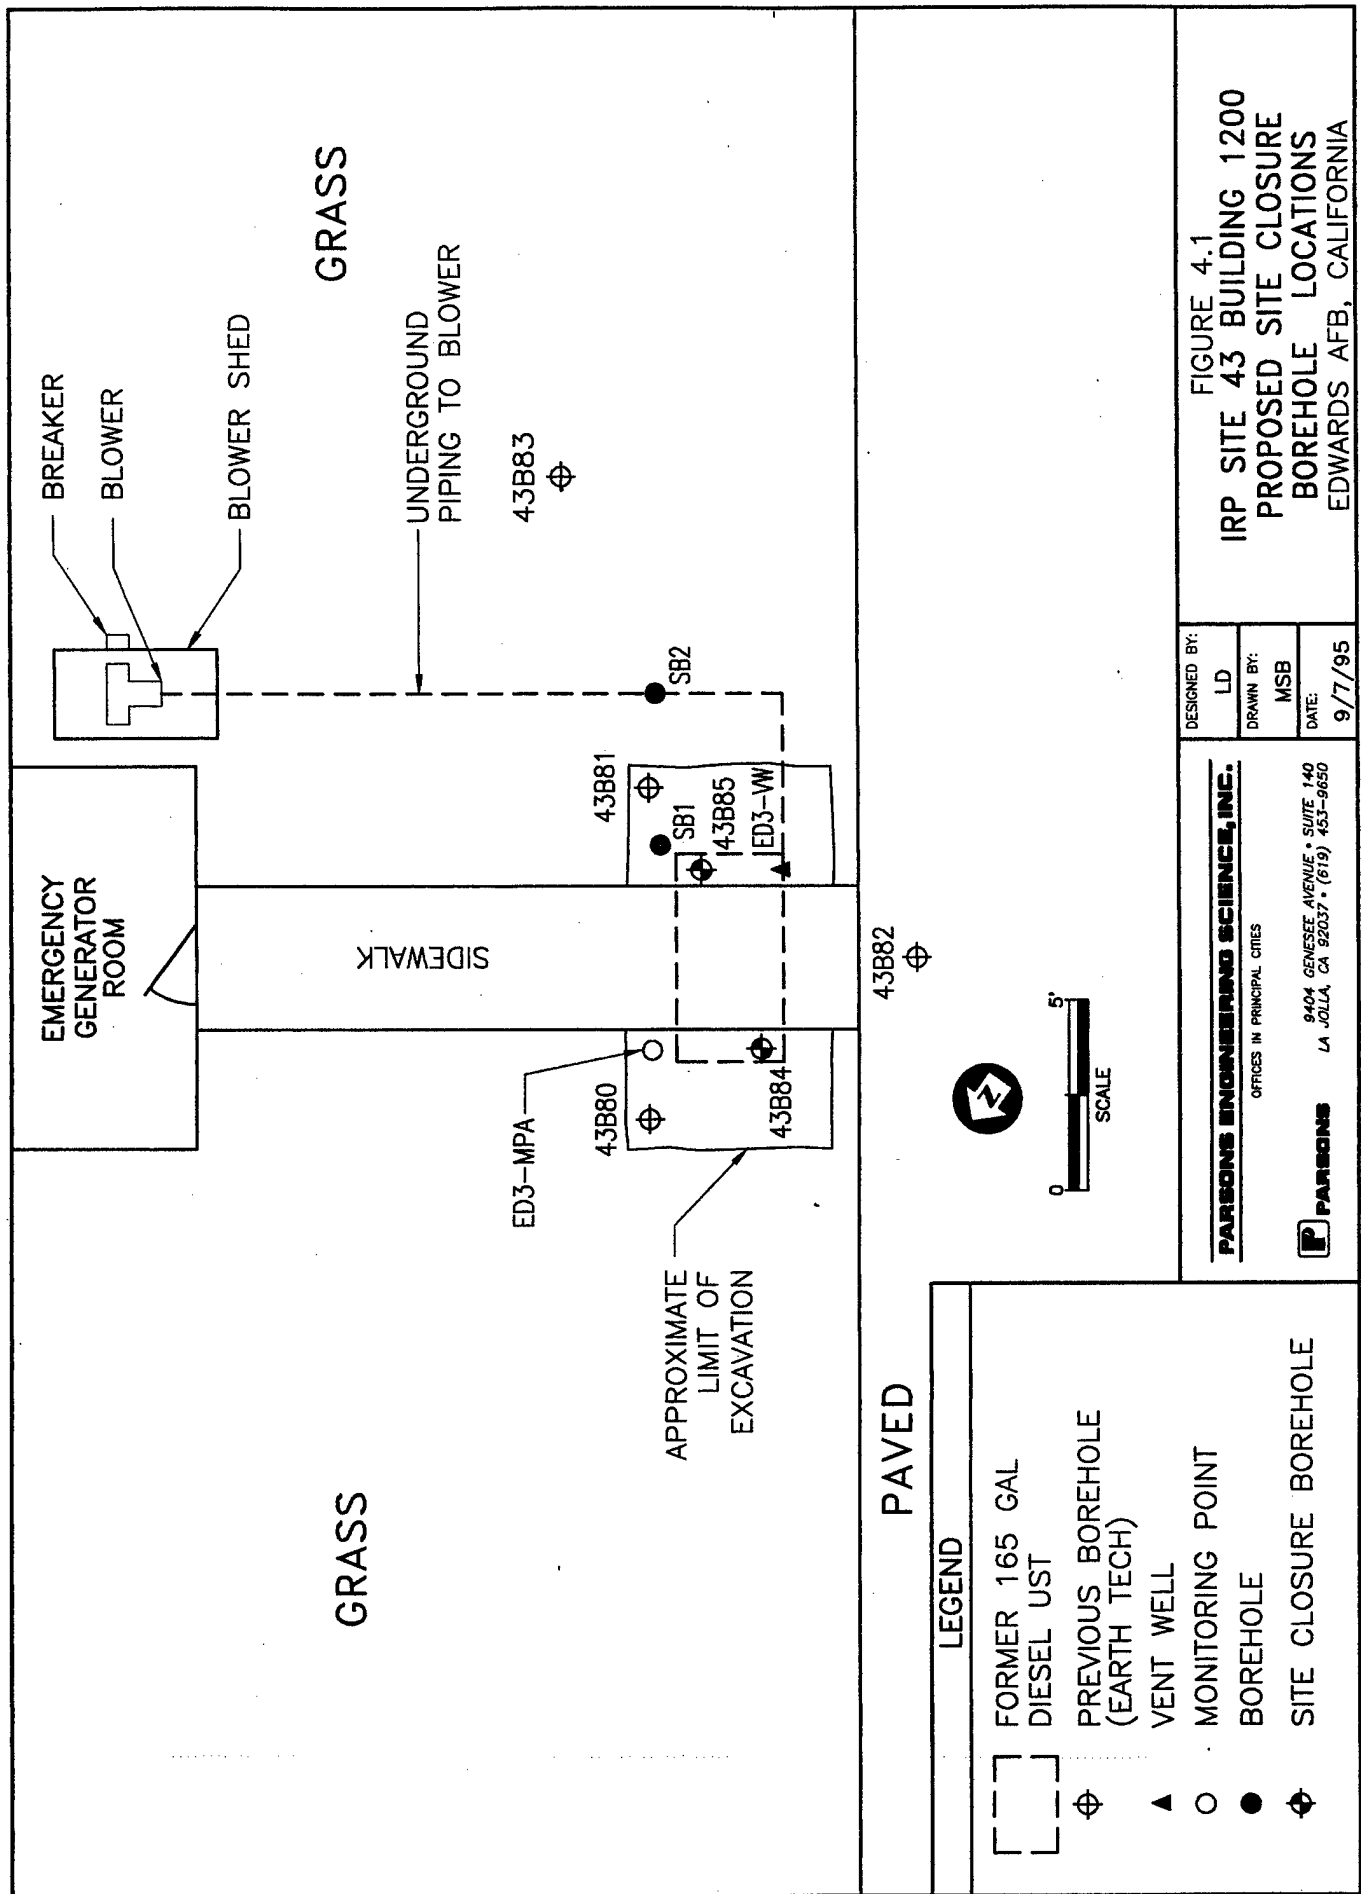 GRASS
EMERGENCY
GENERATOR
ROOM
BREAKER
BLOWER
BLOWER SHED
GRASS
UNDERGROUND
PIPING TO BLOWER
SIDEWALK
ED3-MPA
43B80
43B81
43B83
SB1
SB2
43B85
ED3-VW
43B84
APPROXIMATE
LIMIT OF
EXCAVATION
43B82
PAVED
N
0 5'
SCALE
LEGEND
FORMER 165 GAL
DIESEL UST
PREVIOUS BOREHOLE
(EARTH TECH)
VENT WELL
MONITORING POINT
BOREHOLE
SITE CLOSURE BOREHOLE
PARSONS ENGINEERING SCIENCE, INC.
OFFICES IN PRINCIPAL CITIES
P PARSONS
9404 GENESEE AVENUE • SUITE 140
LA JOLLA, CA 92037 • (619) 453-9650
DESIGNED BY:
LD
DRAWN BY:
MSB
DATE:
9/7/95
FIGURE 4.1
IRP SITE 43 BUILDING 1200
PROPOSED SITE CLOSURE
BOREHOLE LOCATIONS
EDWARDS AFB, CALIFORNIA